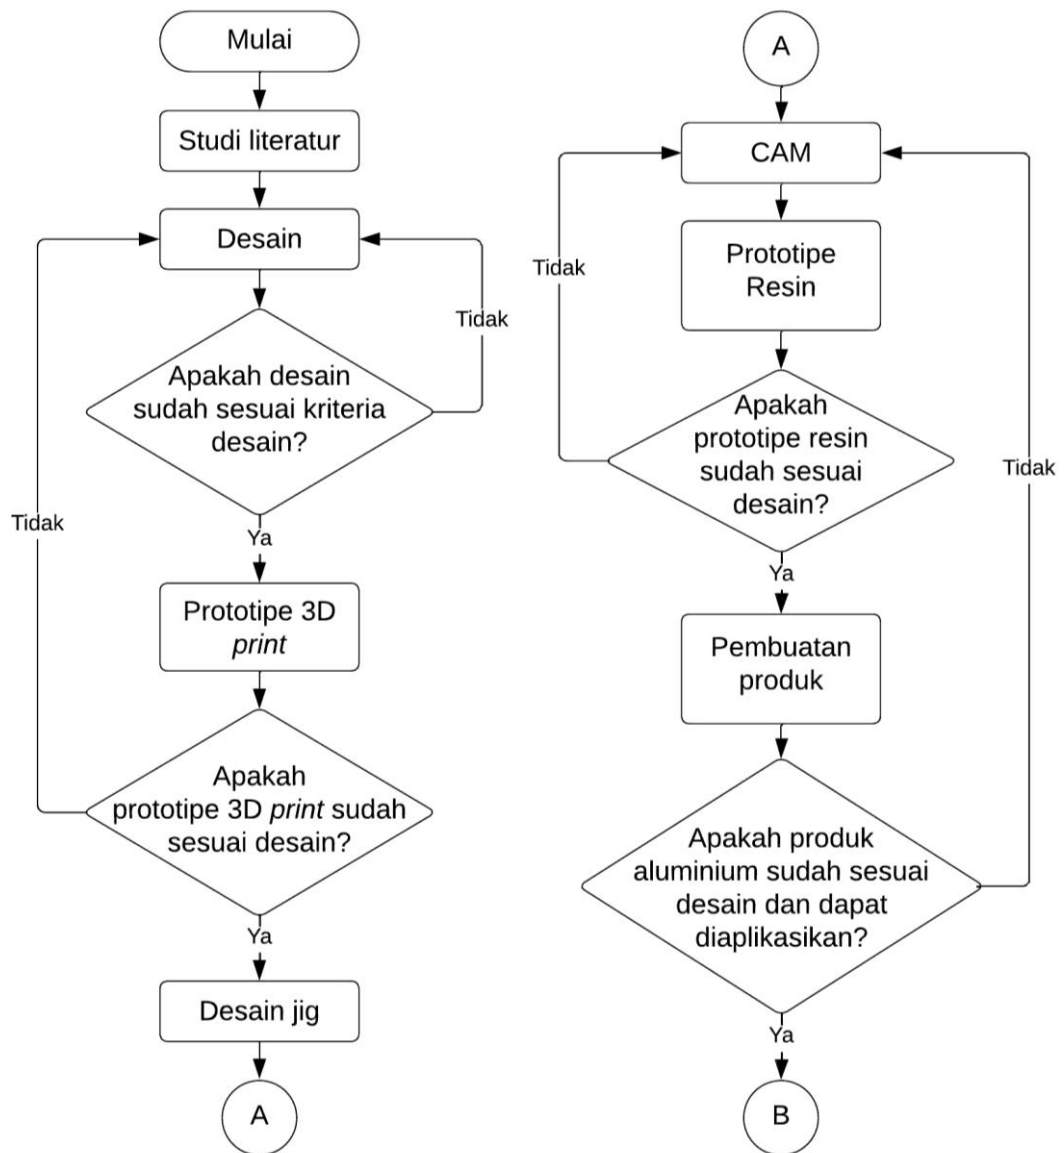 Mulai
Studi literatur
Desain
Tidak
Apakah desain
sudah sesuai kriteria
desain?
Tidak
Ya
Prototipe 3D
print
Apakah
prototipe 3D print sudah
sesuai desain?
Ya
Desain jig
A
A
CAM
Prototipe
Resin
Tidak
Apakah
prototipe resin
sudah sesuai
desain?
Tidak
Ya
Pembuatan
produk
Apakah produk
aluminium sudah sesuai
desain dan dapat
diaplikasikan?
Ya
B